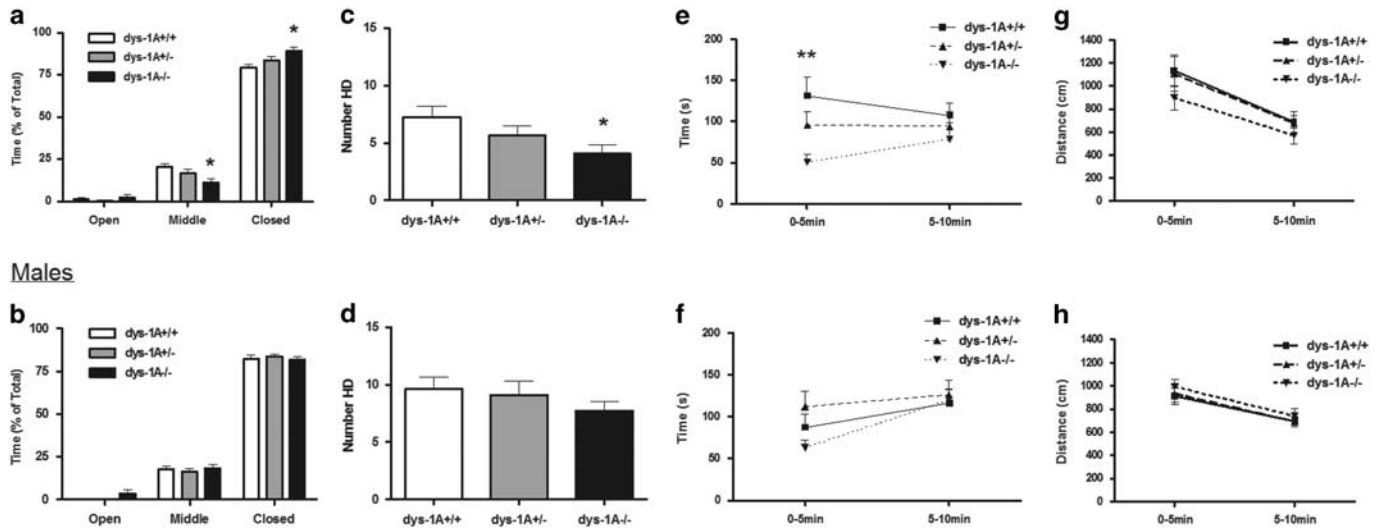 a
Time (% of Total)
100
75
50
25
0
dys-1A+/+
dys-1A+/-
dys-1A-/-
*
*
Open
Middle
Closed
c
Number HD
15
10
5
0
*
dys-1A+/+
dys-1A+/-
dys-1A-/-
e
Time (s)
200
150
100
50
0
**
dys-1A+/+
dys-1A+/-
dys-1A-/-
0-5min
5-10min
g
Distance (cm)
1400
1200
1000
800
600
400
200
0
dys-1A+/+
dys-1A+/-
dys-1A-/-
0-5min
5-10min
Males
b
Time (% of Total)
100
75
50
25
0
dys-1A+/+
dys-1A+/-
dys-1A-/-
Open
Middle
Closed
d
Number HD
15
10
5
0
dys-1A+/+
dys-1A+/-
dys-1A-/-
f
Time (s)
200
150
100
50
0
dys-1A+/+
dys-1A+/-
dys-1A-/-
0-5min
5-10min
h
Distance (cm)
1400
1200
1000
800
600
400
200
0
dys-1A+/+
dys-1A+/-
dys-1A-/-
0-5min
5-10min